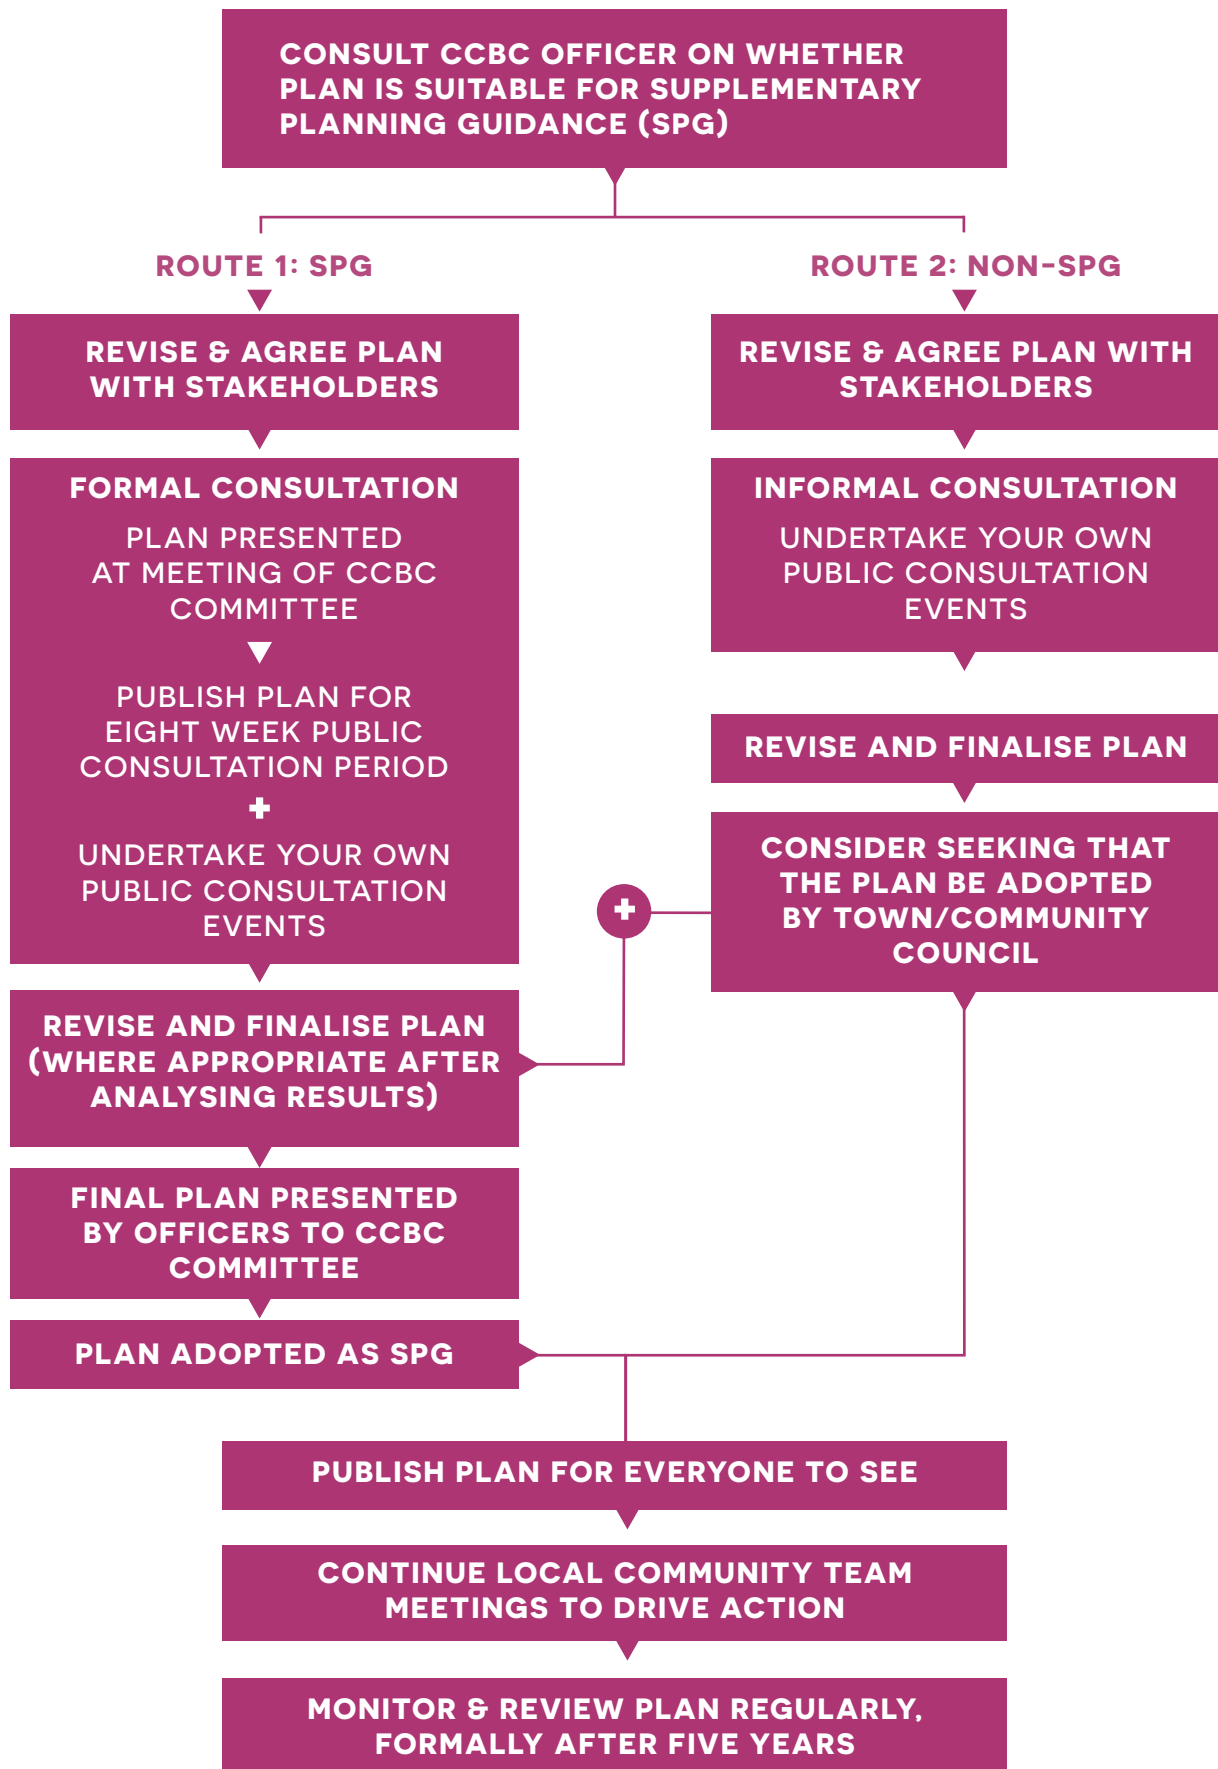 CONSULT CCBC OFFICER ON WHETHER
PLAN IS SUITABLE FOR SUPPLEMENTARY
PLANNING GUIDANCE (SPG)
ROUTE 1: SPG
REVISE & AGREE PLAN
WITH STAKEHOLDERS
FORMAL CONSULTATION
PLAN PRESENTED
AT MEETING OF CCBC
COMMITTEE
PUBLISH PLAN FOR
EIGHT WEEK PUBLIC
CONSULTATION PERIOD
+
UNDERTAKE YOUR OWN
PUBLIC CONSULTATION
EVENTS
REVISE AND FINALISE PLAN
(WHERE APPROPRIATE AFTER
ANALYSING RESULTS)
FINAL PLAN PRESENTED
BY OFFICERS TO CCBC
COMMITTEE
PLAN ADOPTED AS SPG
ROUTE 2: NON-SPG
REVISE & AGREE PLAN WITH
STAKEHOLDERS
INFORMAL CONSULTATION
UNDERTAKE YOUR OWN
PUBLIC CONSULTATION
EVENTS
REVISE AND FINALISE PLAN
CONSIDER SEEKING THAT
THE PLAN BE ADOPTED
BY TOWN/COMMUNITY
COUNCIL
+
PUBLISH PLAN FOR EVERYONE TO SEE
CONTINUE LOCAL COMMUNITY TEAM
MEETINGS TO DRIVE ACTION
MONITOR & REVIEW PLAN REGULARLY,
FORMALLY AFTER FIVE YEARS